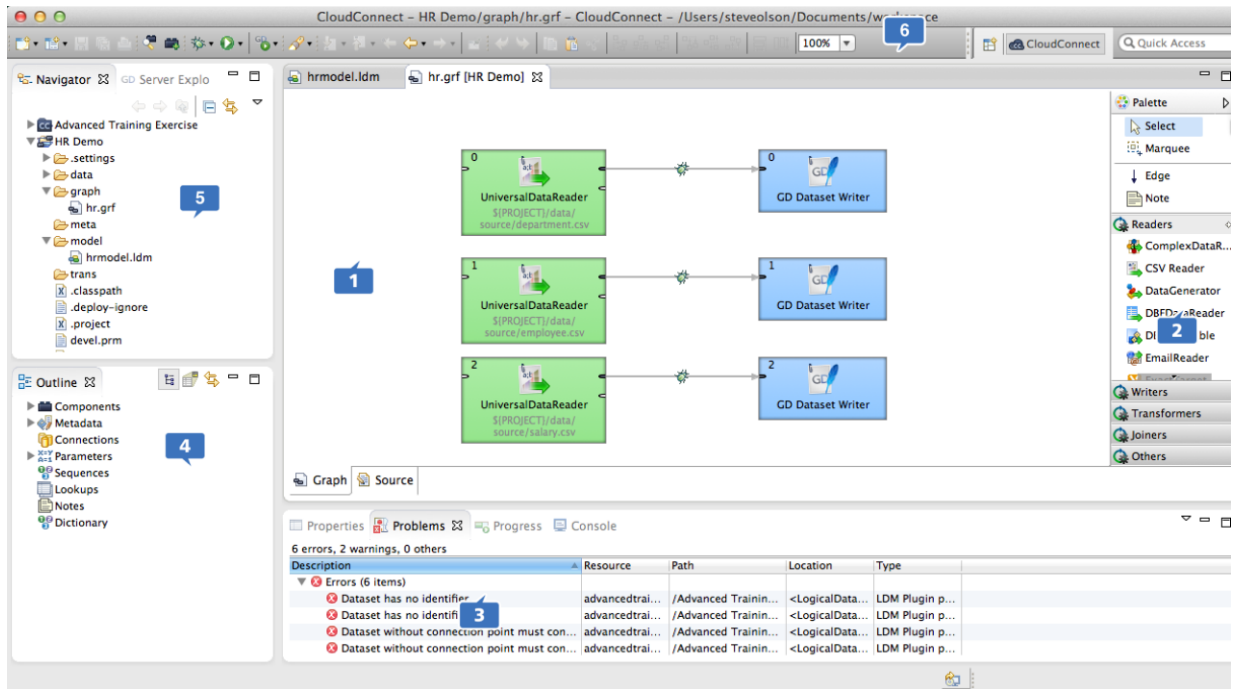 CloudConnect – HR Demo/graph/hr.grf – CloudConnect – /Users/steveolson/Documents/workspace
6
100%
CloudConnect
Quick Access
Navigator
GD Server Explo
hrmodel.ldm
hr.grf [HR Demo]
Advanced Training Exercise
HR Demo
.settings
data
graph
hr.grf
meta
model
hrmodel.ldm
trans
.classpath
.deploy-ignore
.project
devel.prm
5
Outline
Components
Metadata
Connections
Parameters
Sequences
Lookups
Notes
Dictionary
4
0
UniversalDataReader
${PROJECT}/data/
source/department.csv
0
GD
GD Dataset Writer
1
1
UniversalDataReader
${PROJECT}/data/
source/employee.csv
1
GD
GD Dataset Writer
2
UniversalDataReader
${PROJECT}/data/
source/salary.csv
2
GD
GD Dataset Writer
Graph
Source
Palette
Select
Marquee
Edge
Note
Readers
ComplexDataR...
CSV Reader
DataGenerator
2
EmailReader
Writers
Transformers
Joiners
Others
Properties
Problems
Progress
Console
6 errors, 2 warnings, 0 others
Description Resource Path Location Type
Errors (6 items)
Dataset has no identifier advancedtrai... /Advanced Trainin... <LogicalData... LDM Plugin p...
Dataset has no identifi advancedtrai... /Advanced Trainin... <LogicalData... LDM Plugin p...
3
Dataset without connection point must con... advancedtrai... /Advanced Trainin... <LogicalData... LDM Plugin p...
Dataset without connection point must con... advancedtrai... /Advanced Trainin... <LogicalData... LDM Plugin p...